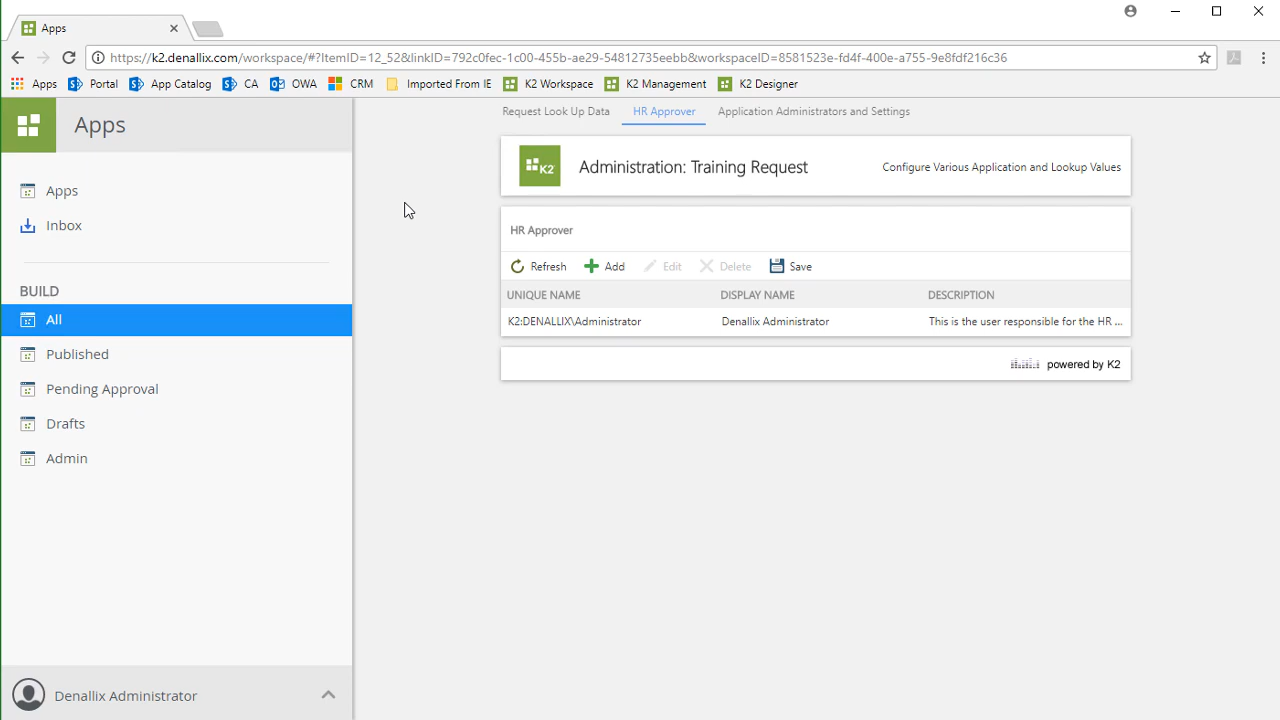 Apps
https://k2.denallix.com/workspace/#?ItemID=12_52&linkID=792c0fec-1c00-455b-ae29-54812735eebb&workspaceID=8581523e-fd4f-400e-a755-9e8fdf216c36
Apps Portal App Catalog CA OWA CRM Imported From IE K2 Workspace K2 Management K2 Designer
Apps
Apps
Inbox
BUILD
All
Published
Pending Approval
Drafts
Admin
Denallix Administrator
Request Look Up Data HR Approver Application Administrators and Settings
K2 Administration: Training Request Configure Various Application and Lookup Values
HR Approver
Refresh Add Edit Delete Save
UNIQUE NAME DISPLAY NAME DESCRIPTION
K2:DENALLIX\Administrator Denallix Administrator This is the user responsible for the HR ...
powered by K2